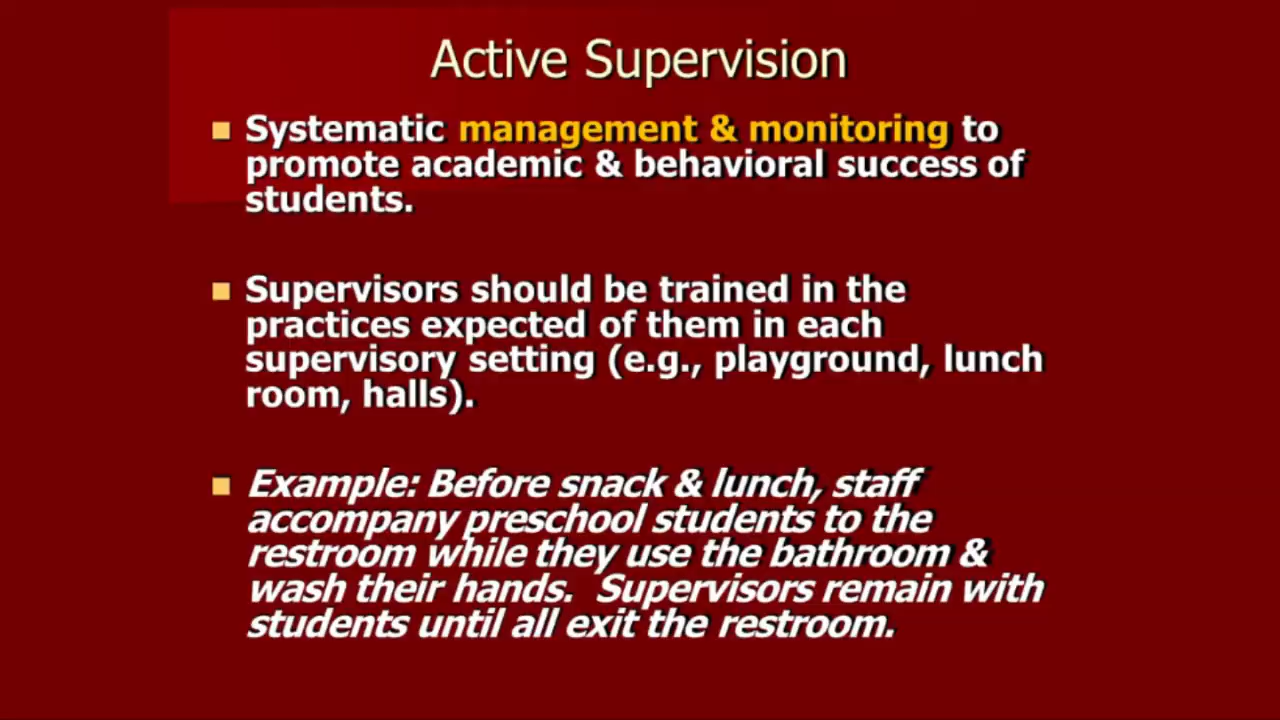 Active Supervision
Systematic management & monitoring to
promote academic & behavioral success of
students.
Supervisors should be trained in the
practices expected of them in each
supervisory setting (e.g., playground, lunch
room, halls).
Example: Before snack & lunch, staff
accompany preschool students to the
restroom while they use the bathroom &
wash their hands.  Supervisors remain with
students until all exit the restroom.